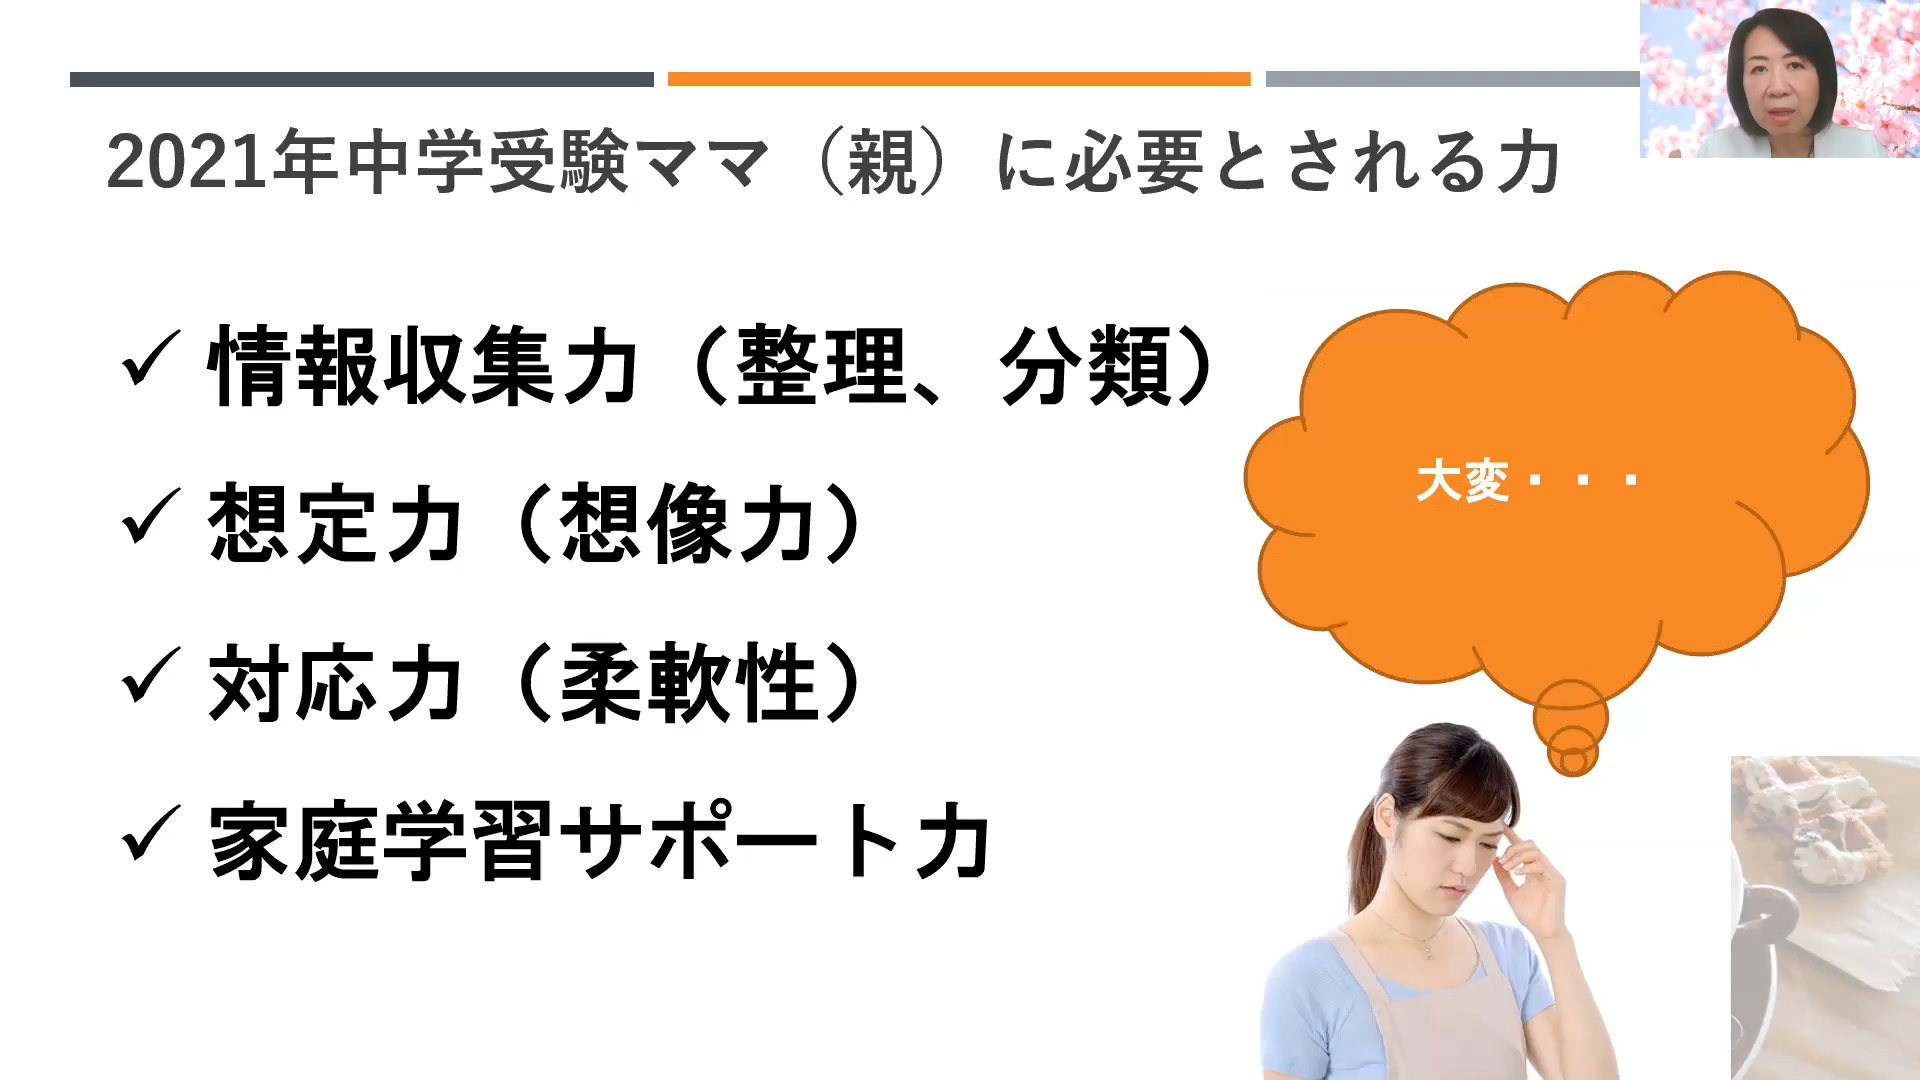 2021年中学受験ママ（親）に必要とされる力
✓ 情報収集力（整理、分類）
✓ 想定力（想像力）
✓ 対応力（柔軟性）
✓ 家庭学習サポート力
大変・・・